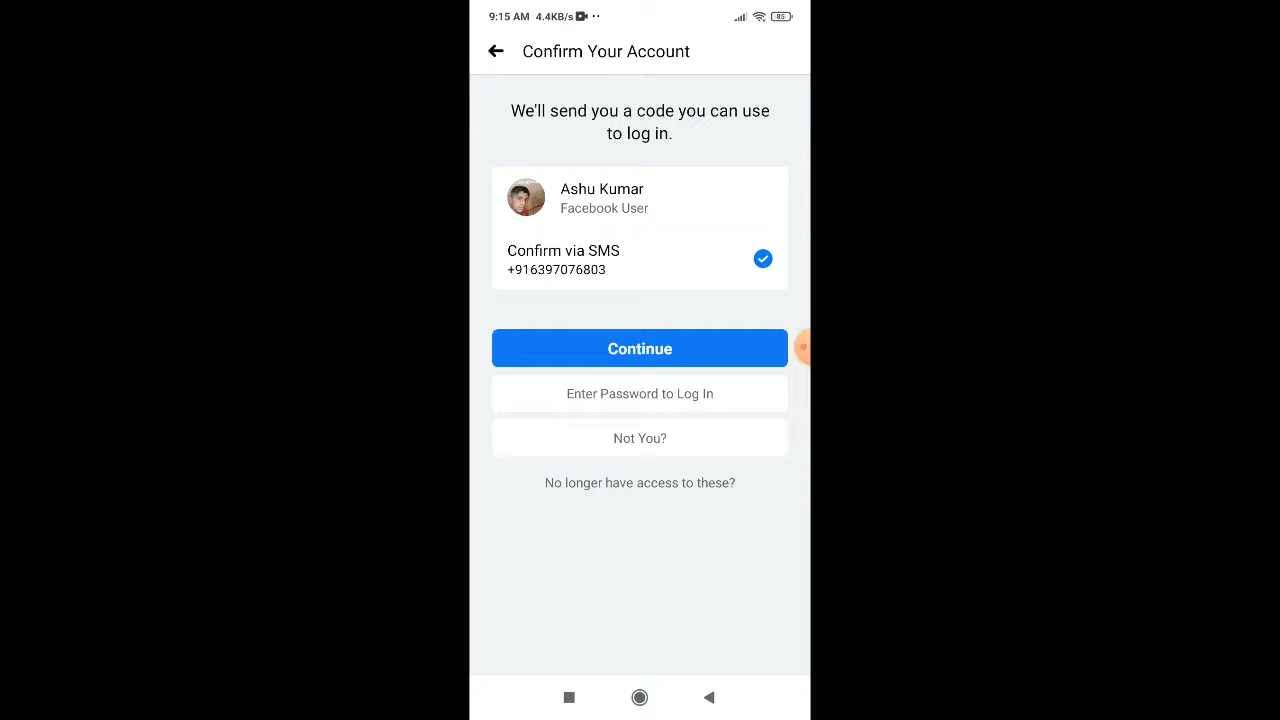 9:15 AM 4.4KB/s
85
Confirm Your Account
We'll send you a code you can use
to log in.
Ashu Kumar
Facebook User
Confirm via SMS
+916397076803
Continue
Enter Password to Log In
Not You?
No longer have access to these?